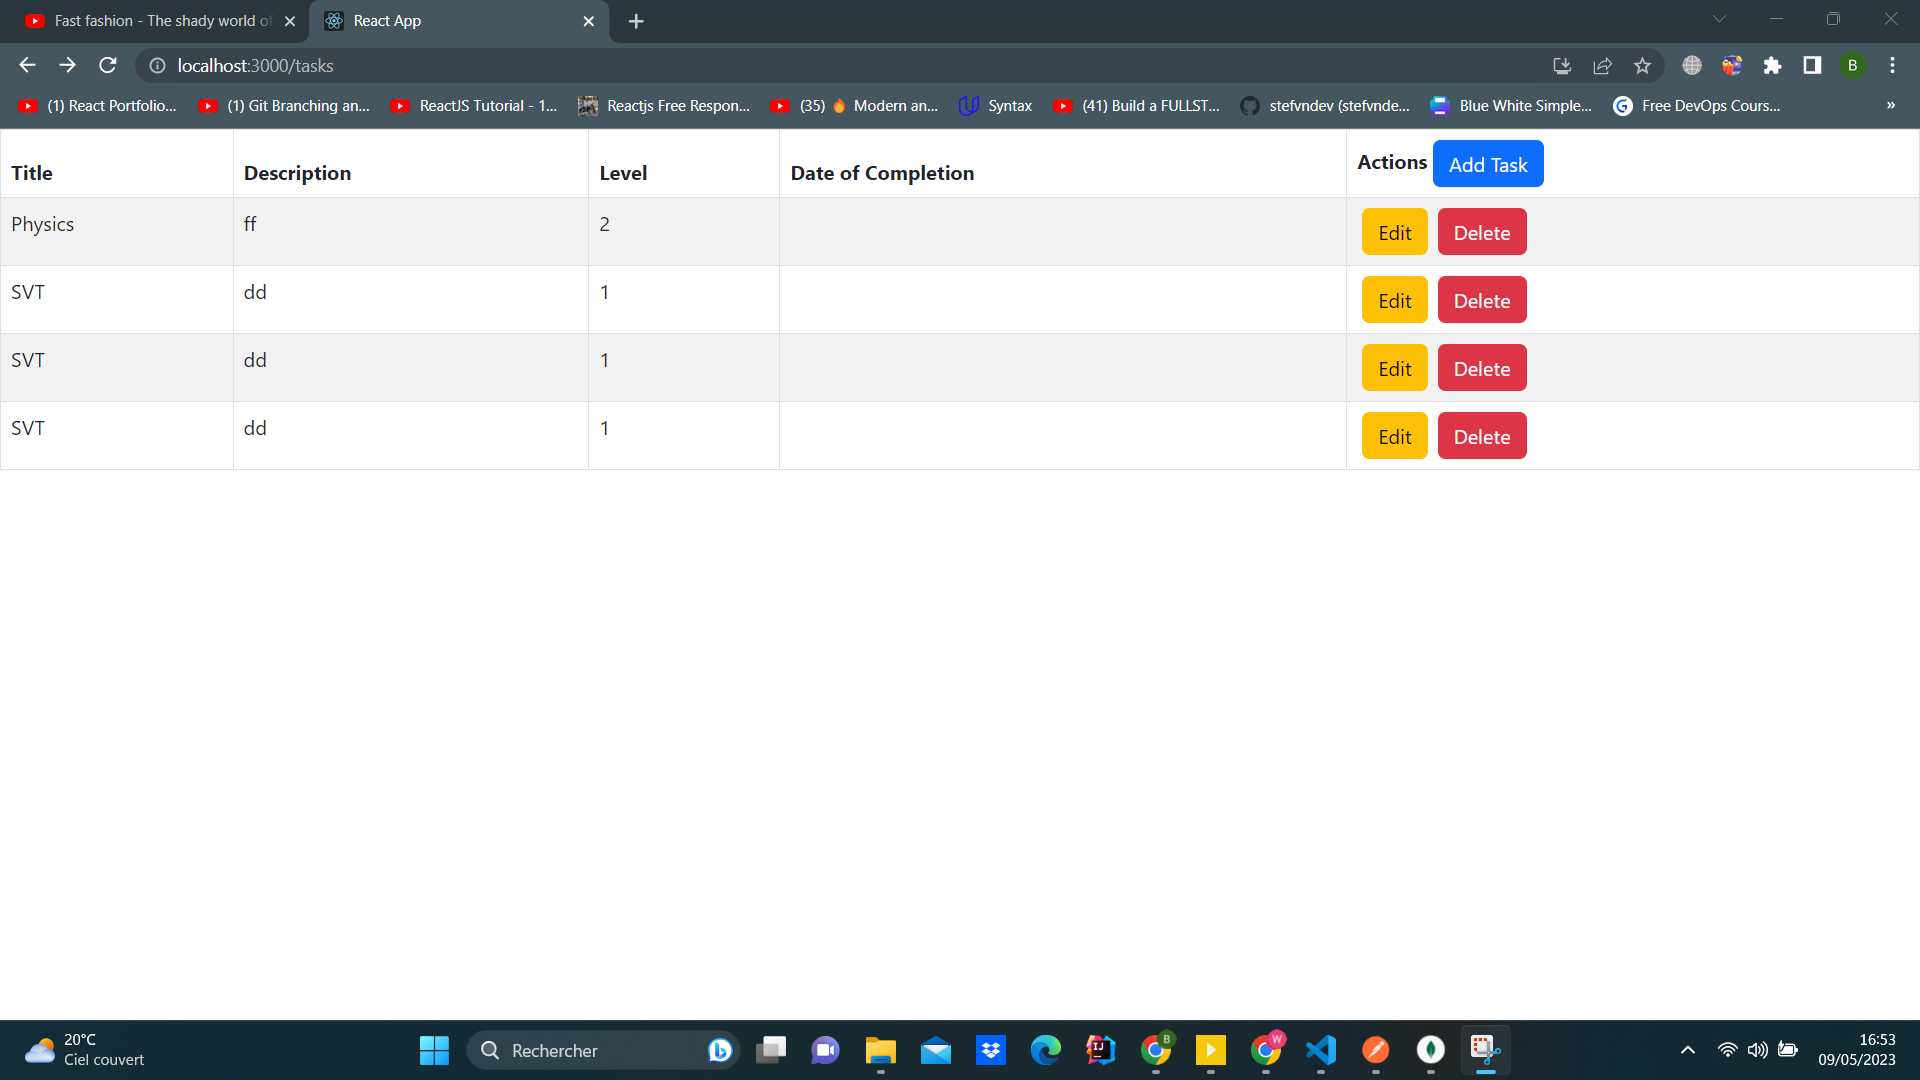 Fast fashion - The shady world of
React App
localhost:3000/tasks
B
(1) React Portfolio...
(1) Git Branching an...
ReactJS Tutorial - 1...
Reactjs Free Respon...
(35) 🔥 Modern an...
Syntax
(41) Build a FULLST...
stefvndev (stefvnde...
Blue White Simple...
Free DevOps Cours...
»
Title Description Level Date of Completion Actions Add Task
Physics ff 2 Edit Delete
SVT dd 1 Edit Delete
SVT dd 1 Edit Delete
SVT dd 1 Edit Delete
20°C
Ciel couvert
Rechercher
IJ
B
W
16:53
09/05/2023